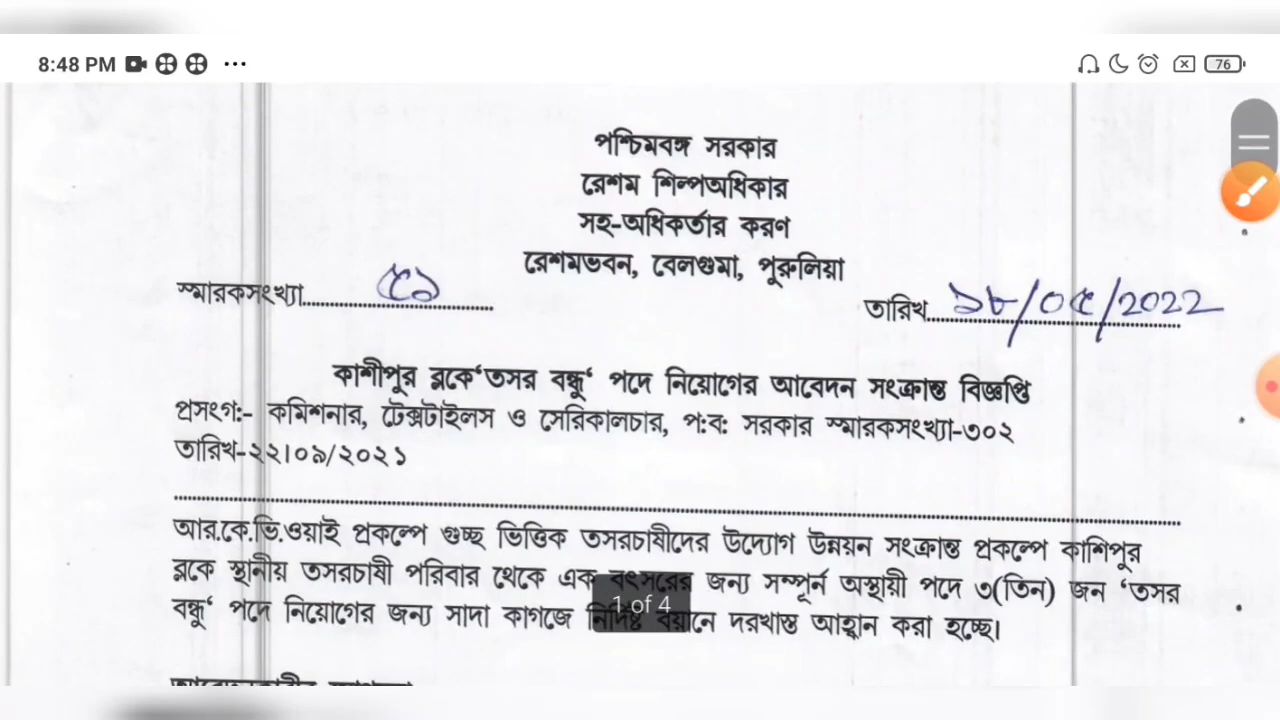 8:48 PM ...
76
পশ্চিমবঙ্গ সরকার
রেশম শিল্পঅধিকার
সহ-অধিকর্তার করণ
রেশমভবন, বেলগুমা, পুরুলিয়া
স্মারকসংখ্যা.......... ৫১
তারিখ.......... ১৮/০৫/2022
কাশীপুর ব্লকে‘তসর বন্ধু‘ পদে নিয়োগের আবেদন সংক্রান্ত বিজ্ঞপ্তি
প্রসংগ:- কমিশনার, টেক্সটাইলস ও সেরিকালচার, প:ব: সরকার স্মারকসংখ্যা-৩০২
তারিখ-২২।০৯/২০২১
আর.কে.ভি.ওয়াই প্রকল্পে গুচ্ছ ভিত্তিক তসরচাষীদের উদ্যোগ উন্নয়ন সংক্রান্ত প্রকল্পে কাশিপুর
ব্লকে স্থানীয় তসরচাষী পরিবার থেকে এক বৎসরের জন্য সম্পূর্ন অস্থায়ী পদে ৩(তিন) জন ‘তসর
বন্ধু‘ পদে নিয়োগের জন্য সাদা কাগজে নির্দিষ্ট বয়ানে দরখাস্ত আহ্বান করা হচ্ছে।
1 of 4